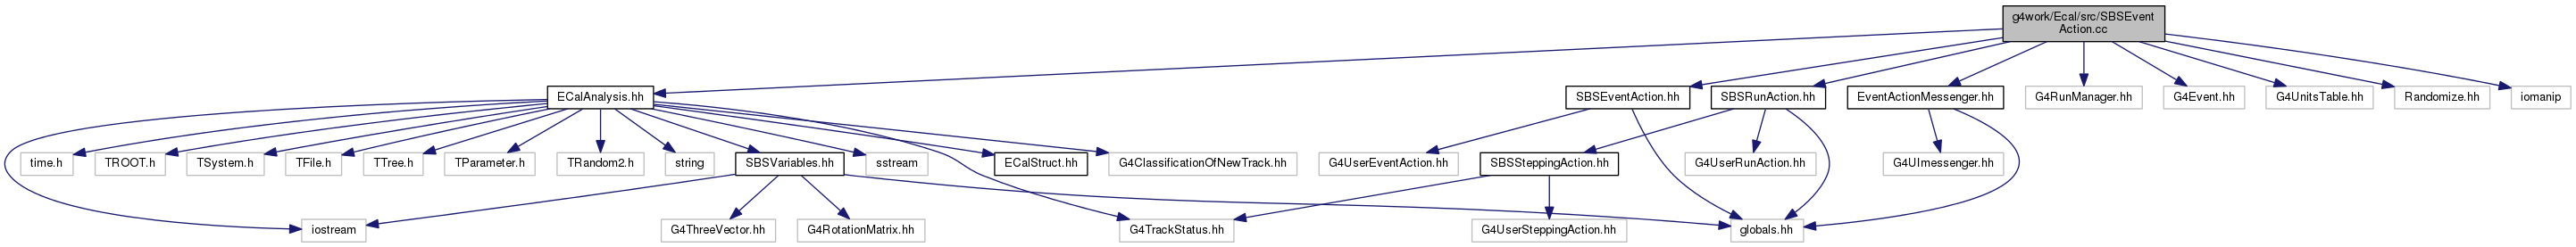 g4work/Ecal/src/SBSEvent
Action.cc
ECalAnalysis.hh
SBSEventAction.hh
SBSRunAction.hh
EventActionMessenger.hh
G4RunManager.hh
G4Event.hh
G4UnitsTable.hh
Randomize.hh
iomanip
time.h
TROOT.h
TSystem.h
TFile.h
TTree.h
TParameter.h
TRandom2.h
string
SBSVariables.hh
sstream
ECalStruct.hh
G4ClassificationOfNewTrack.hh
G4UserEventAction.hh
SBSSteppingAction.hh
G4UserRunAction.hh
G4UImessenger.hh
iostream
G4ThreeVector.hh
G4RotationMatrix.hh
G4TrackStatus.hh
G4UserSteppingAction.hh
globals.hh